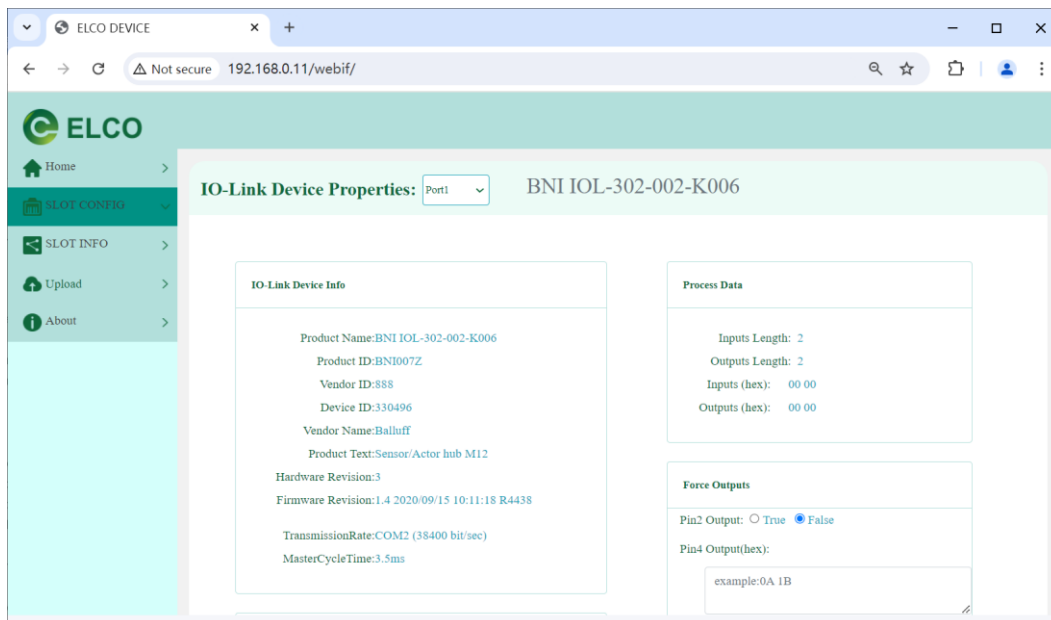 ELCO DEVICE
Not secure 192.168.0.11/webif/
ELCO
Home
SLOT CONFIG
SLOT INFO
Upload
About
IO-Link Device Properties: Port1 BNI IOL-302-002-K006
IO-Link Device Info
Product Name:BNI IOL-302-002-K006
Product ID:BNI007Z
Vendor ID:888
Device ID:330496
Vendor Name:Balluff
Product Text:Sensor/Actor hub M12
Hardware Revision:3
Firmware Revision:1.4 2020/09/15 10:11:18 R4438
TransmissionRate:COM2 (38400 bit/sec)
MasterCycleTime:3.5ms
Process Data
Inputs Length: 2
Outputs Length: 2
Inputs (hex): 00 00
Outputs (hex): 00 00
Force Outputs
Pin2 Output: True False
Pin4 Output(hex):
example:0A 1B